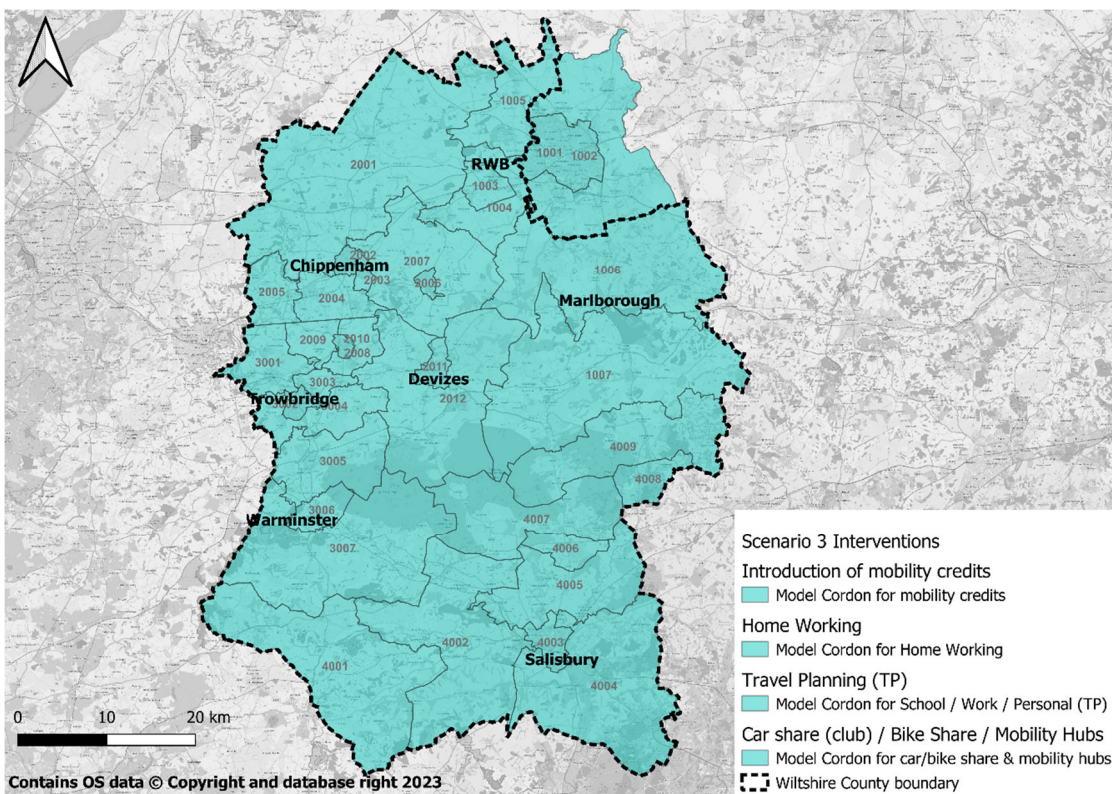 1005
2001
1001
1002
RWB
1003
1004
2002
2007
Chippenham
1006
2003
2006
2005
2004
Marlborough
2009
2010
2008
3001
2011
1007
Devizes
3003
2012
Trowbridge
4009
3005
4008
3006
Warminster
4007
3007
4006
4005
4002
4003
Salisbury
4001
4004
0 10 20 km
Contains OS data © Copyright and database right 2023
Scenario 3 Interventions
Introduction of mobility credits
Model Cordon for mobility credits
Home Working
Model Cordon for Home Working
Travel Planning (TP)
Model Cordon for School / Work / Personal (TP)
Car share (club) / Bike Share / Mobility Hubs
Model Cordon for car/bike share & mobility hubs
Wiltshire County boundary